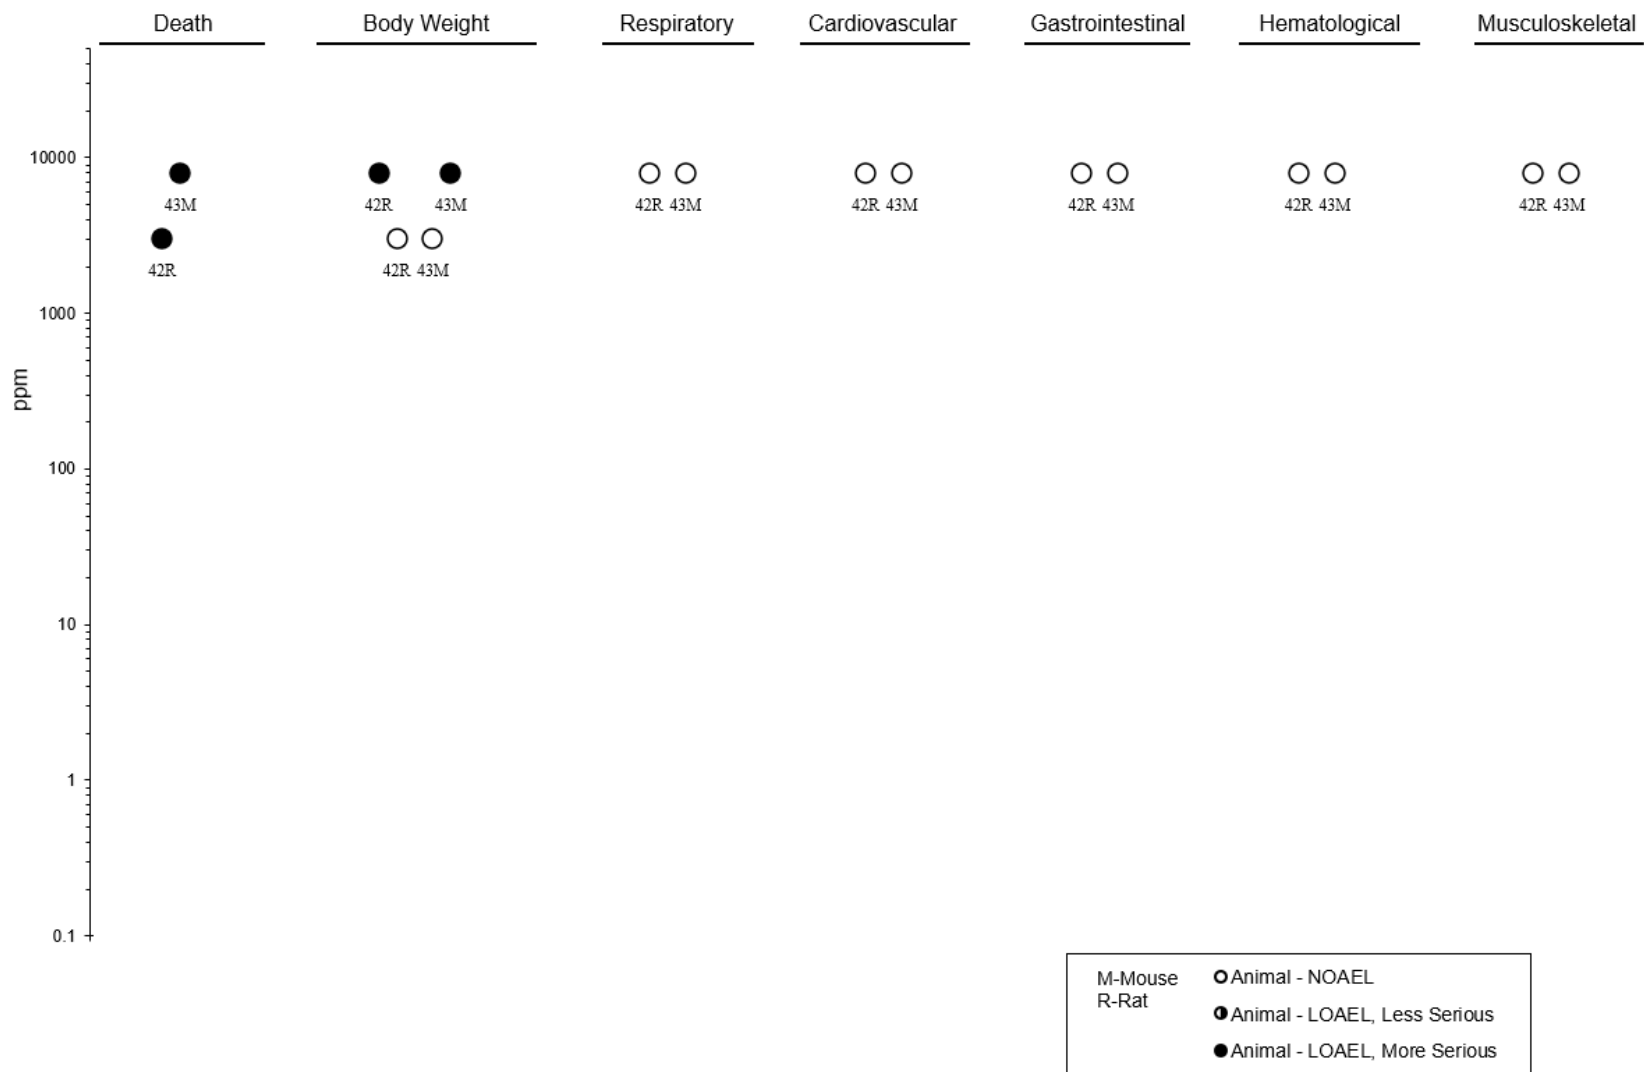 Death Body Weight Respiratory Cardiovascular Gastrointestinal Hematological Musculoskeletal
10000
43M 42R 43M 42R 43M 42R 43M 42R 43M 42R 43M 42R 43M
42R 42R 43M
1000
ppm
100
10
1
0.1
M-Mouse
R-Rat
Animal - NOAEL
Animal - LOAEL, Less Serious
Animal - LOAEL, More Serious